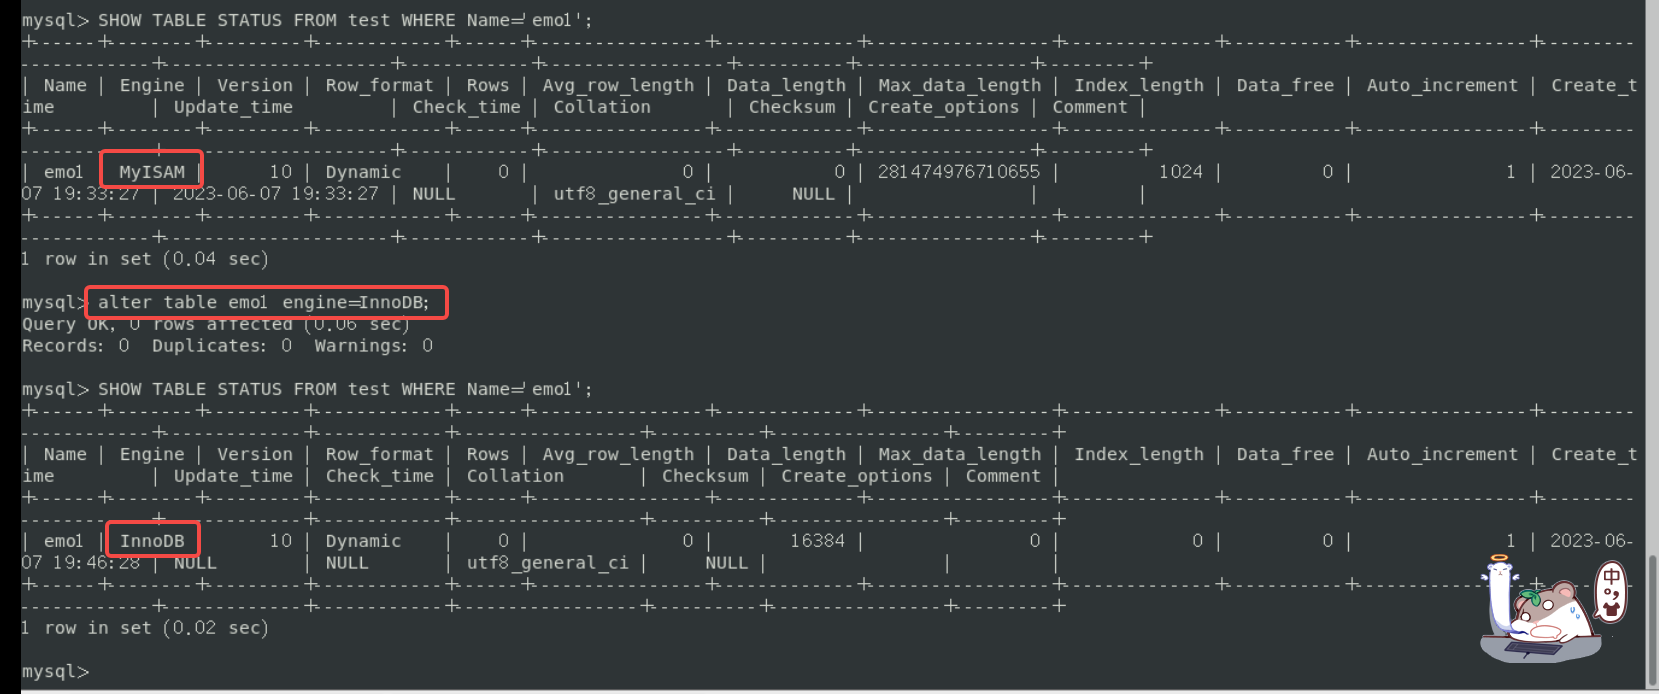 mysql> SHOW TABLE STATUS FROM test WHERE Name='emo1';
+------+--------+---------+------------+------+----------------+-------------+-----------------+--------------+-----------+----------------+---------
------------+---------------------+------------+-----------------+----------+----------------+---------+
| Name | Engine | Version | Row_format | Rows | Avg_row_length | Data_length | Max_data_length | Index_length | Data_free | Auto_increment | Create_t
ime | Update_time | Check_time | Collation | Checksum | Create_options | Comment |
+------+--------+---------+------------+------+----------------+-------------+-----------------+--------------+-----------+----------------+---------
------------+---------------------+------------+-----------------+----------+----------------+---------+
| emo1 | MyISAM | 10 | Dynamic | 0 | 0 | 0 | 281474976710655 | 1024 | 0 | 1 | 2023-06-
07 19:33:27 | 2023-06-07 19:33:27 | NULL | utf8_general_ci | NULL | | |
+------+--------+---------+------------+------+----------------+-------------+-----------------+--------------+-----------+----------------+---------
------------+---------------------+------------+-----------------+----------+----------------+---------+
1 row in set (0.04 sec)
mysql> alter table emo1 engine=InnoDB;
Query OK, 0 rows affected (0.06 sec)
Records: 0 Duplicates: 0 Warnings: 0
mysql> SHOW TABLE STATUS FROM test WHERE Name='emo1';
+------+--------+---------+------------+------+----------------+-------------+-----------------+--------------+-----------+----------------+---------
------------+-------------+------------+-----------------+----------+----------------+---------+
| Name | Engine | Version | Row_format | Rows | Avg_row_length | Data_length | Max_data_length | Index_length | Data_free | Auto_increment | Create_t
ime | Update_time | Check_time | Collation | Checksum | Create_options | Comment |
+------+--------+---------+------------+------+----------------+-------------+-----------------+--------------+-----------+----------------+---------
------------+-------------+------------+-----------------+----------+----------------+---------+
| emo1 | InnoDB | 10 | Dynamic | 0 | 0 | 16384 | 0 | 0 | 0 | 1 | 2023-06-
07 19:46:28 | NULL | NULL | utf8_general_ci | NULL | | |
+------+--------+---------+------------+------+----------------+-------------+-----------------+--------------+-----------+----------------+---------
------------+-------------+------------+-----------------+----------+----------------+---------+
1 row in set (0.02 sec)
mysql>
中
°,